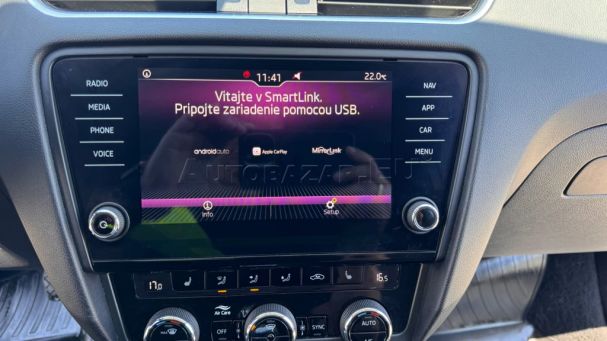 11:41
22.0°C
Vitajte v SmartLink.
Pripojte zariadenie pomocou USB.
RADIO
MEDIA
PHONE
VOICE
NAV
APP
CAR
MENU
androidauto
Apple CarPlay
MirrorLink
AUTOBAZAR.EU
Info
Setup
17.0
16.5
Air Care
OFF
SYNC
AUTO
A/C